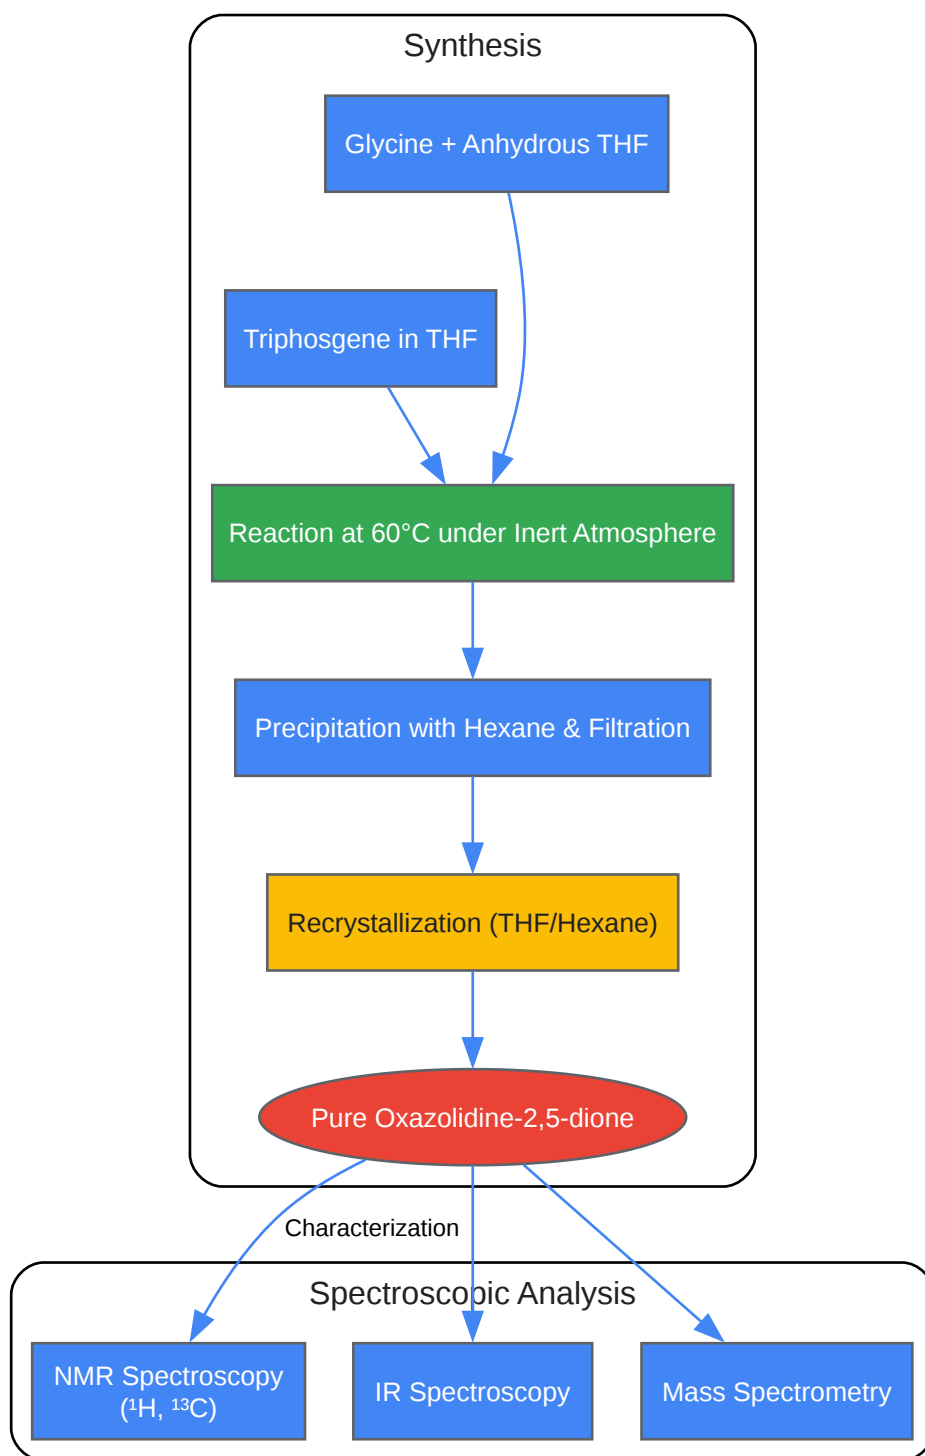 Synthesis
Glycine + Anhydrous THF
Triphosgene in THF
Reaction at 60°C under Inert Atmosphere
Precipitation with Hexane & Filtration
Recrystallization (THF/Hexane)
Pure Oxazolidine-2,5-dione
Characterization
Spectroscopic Analysis
NMR Spectroscopy
(¹H, ¹³C)
IR Spectroscopy
Mass Spectrometry